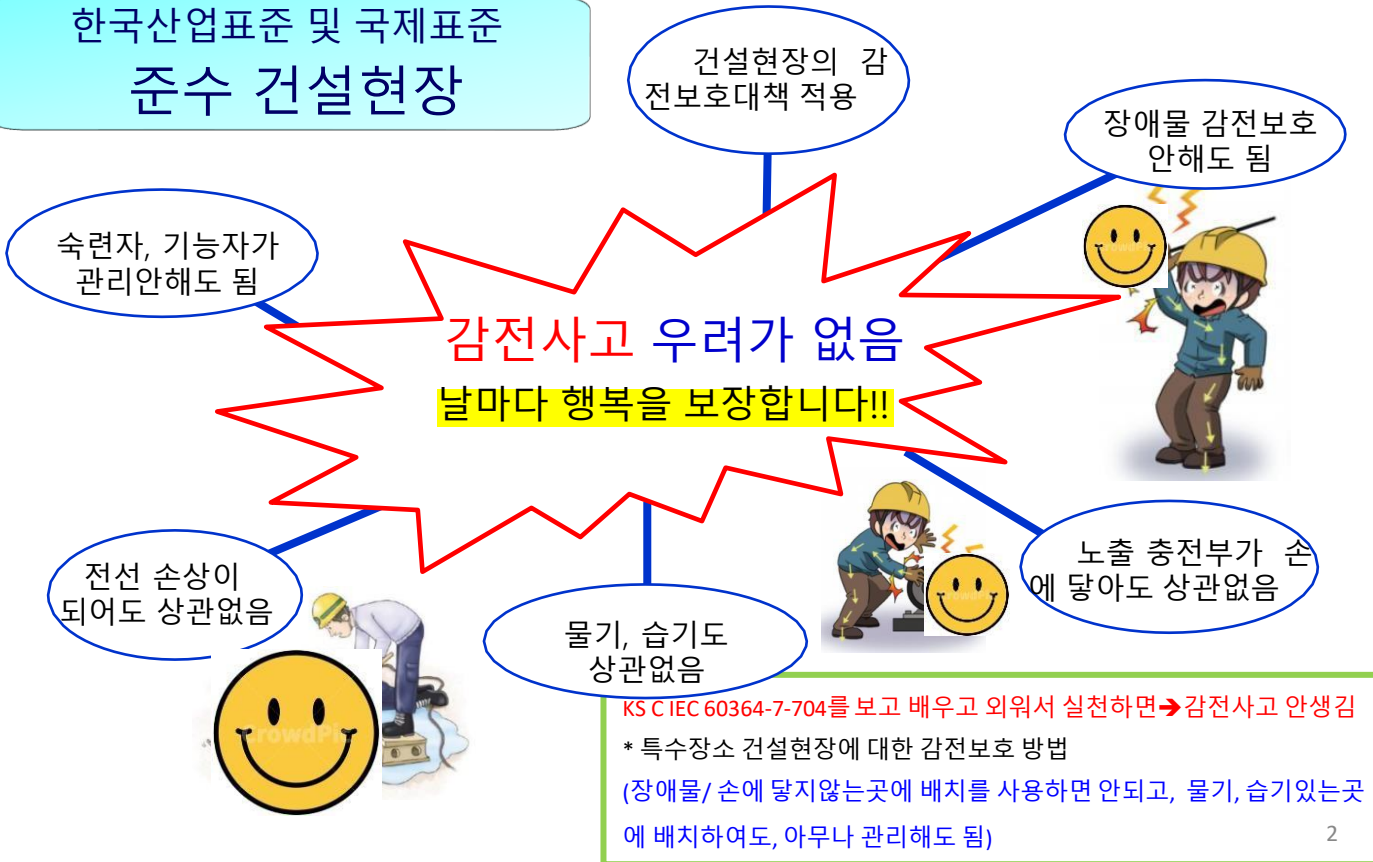 한국산업표준 및 국제표준
준수 건설현장
건설현장의 감
전보호대책 적용
장애물 감전보호
안해도 됨
숙련자, 기능자가
관리안해도 됨
감전사고 우려가 없음
날마다 행복을 보장합니다!!
전선 손상이
되어도 상관없음
물기, 습기도
상관없음
노출 충전부가 손
에 닿아도 상관없음
CrowdPic
KS C IEC 60364-7-704를 보고 배우고 외워서 실천하면➔감전사고 안생김
* 특수장소 건설현장에 대한 감전보호 방법
(장애물/ 손에 닿지않는곳에 배치를 사용하면 안되고, 물기, 습기있는곳
에 배치하여도, 아무나 관리해도 됨)
2